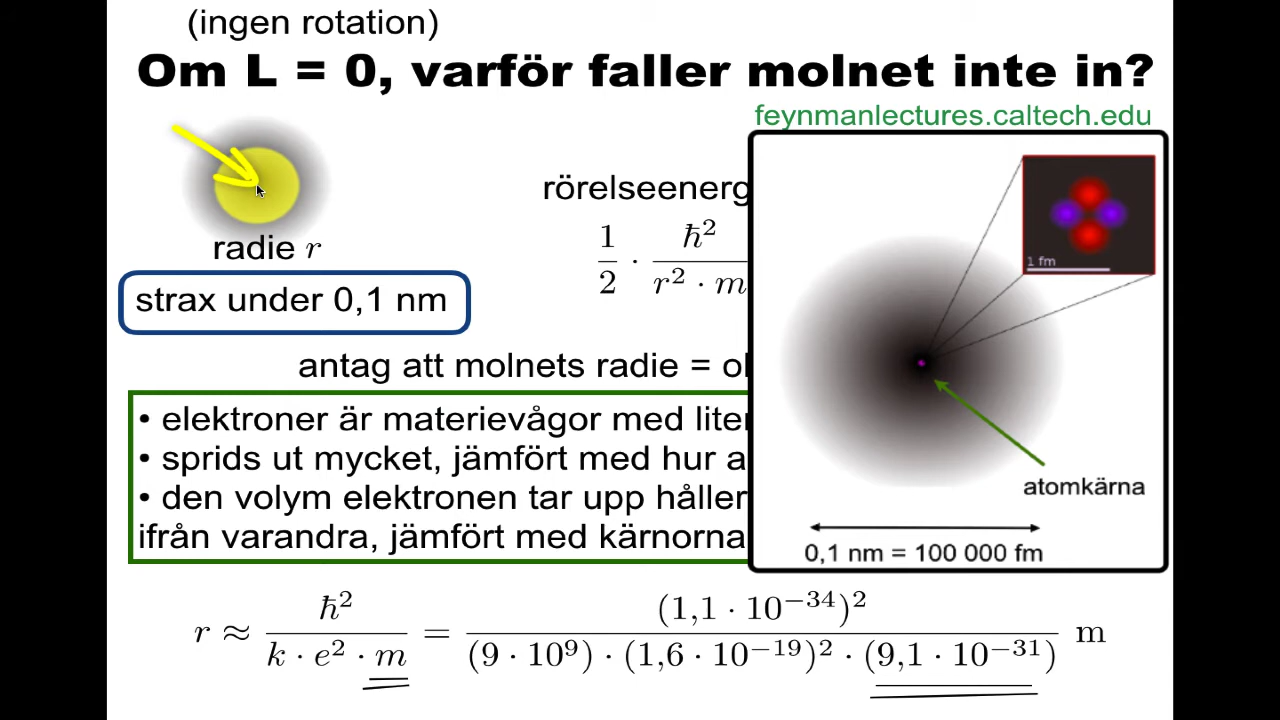 (ingen rotation)
Om L = 0, varför faller molnet inte in?
feynmanlectures.caltech.edu
radie r
strax under 0,1 nm
rörelseenerg
1/2 · ħ²/(r² · m
antag att molnets radie =
• elektroner är materievågor med
• sprids ut mycket, jämfört med hur
• den volym elektronen tar upp håller
ifrån varandra, jämfört med kärnorna
1 fm
atomkärna
0,1 nm = 100 000 fm
r ≈ ħ²/(k · e² · m) = (1,1 · 10⁻³⁴)²/((9 · 10⁹) · (1,6 · 10⁻¹⁹)² · (9,1 · 10⁻³¹)) m